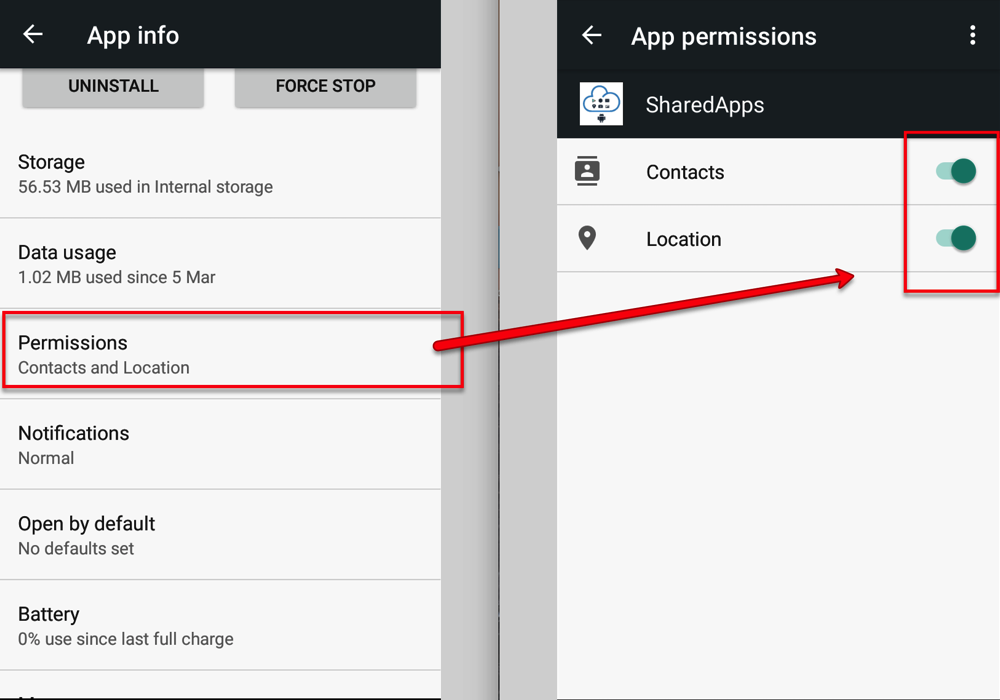 App info
UNINSTALL
FORCE STOP
Storage
56.53 MB used in Internal storage
Data usage
1.02 MB used since 5 Mar
Permissions
Contacts and Location
Notifications
Normal
Open by default
No defaults set
Battery
0% use since last full charge
App permissions
SharedApps
Contacts
Location